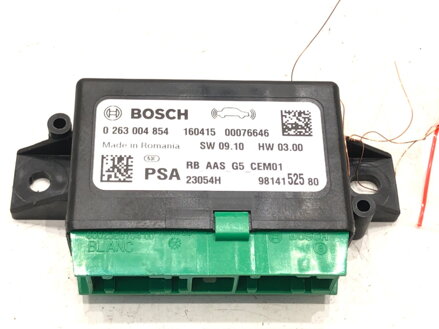 BOSCH
0 263 004 854 160415 00076646
Made in Romania SW 09.10 HW 03.00
RB AAS G5 CEM01
PSA 23054H 98141 525 80
BLANC